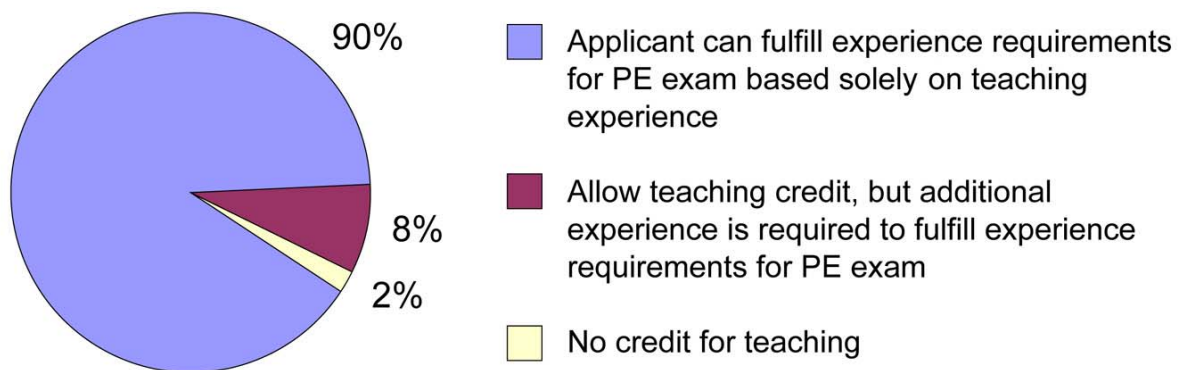 90%
8%
2%
Applicant can fulfill experience requirements
for PE exam based solely on teaching
experience
Allow teaching credit, but additional
experience is required to fulfill experience
requirements for PE exam
No credit for teaching